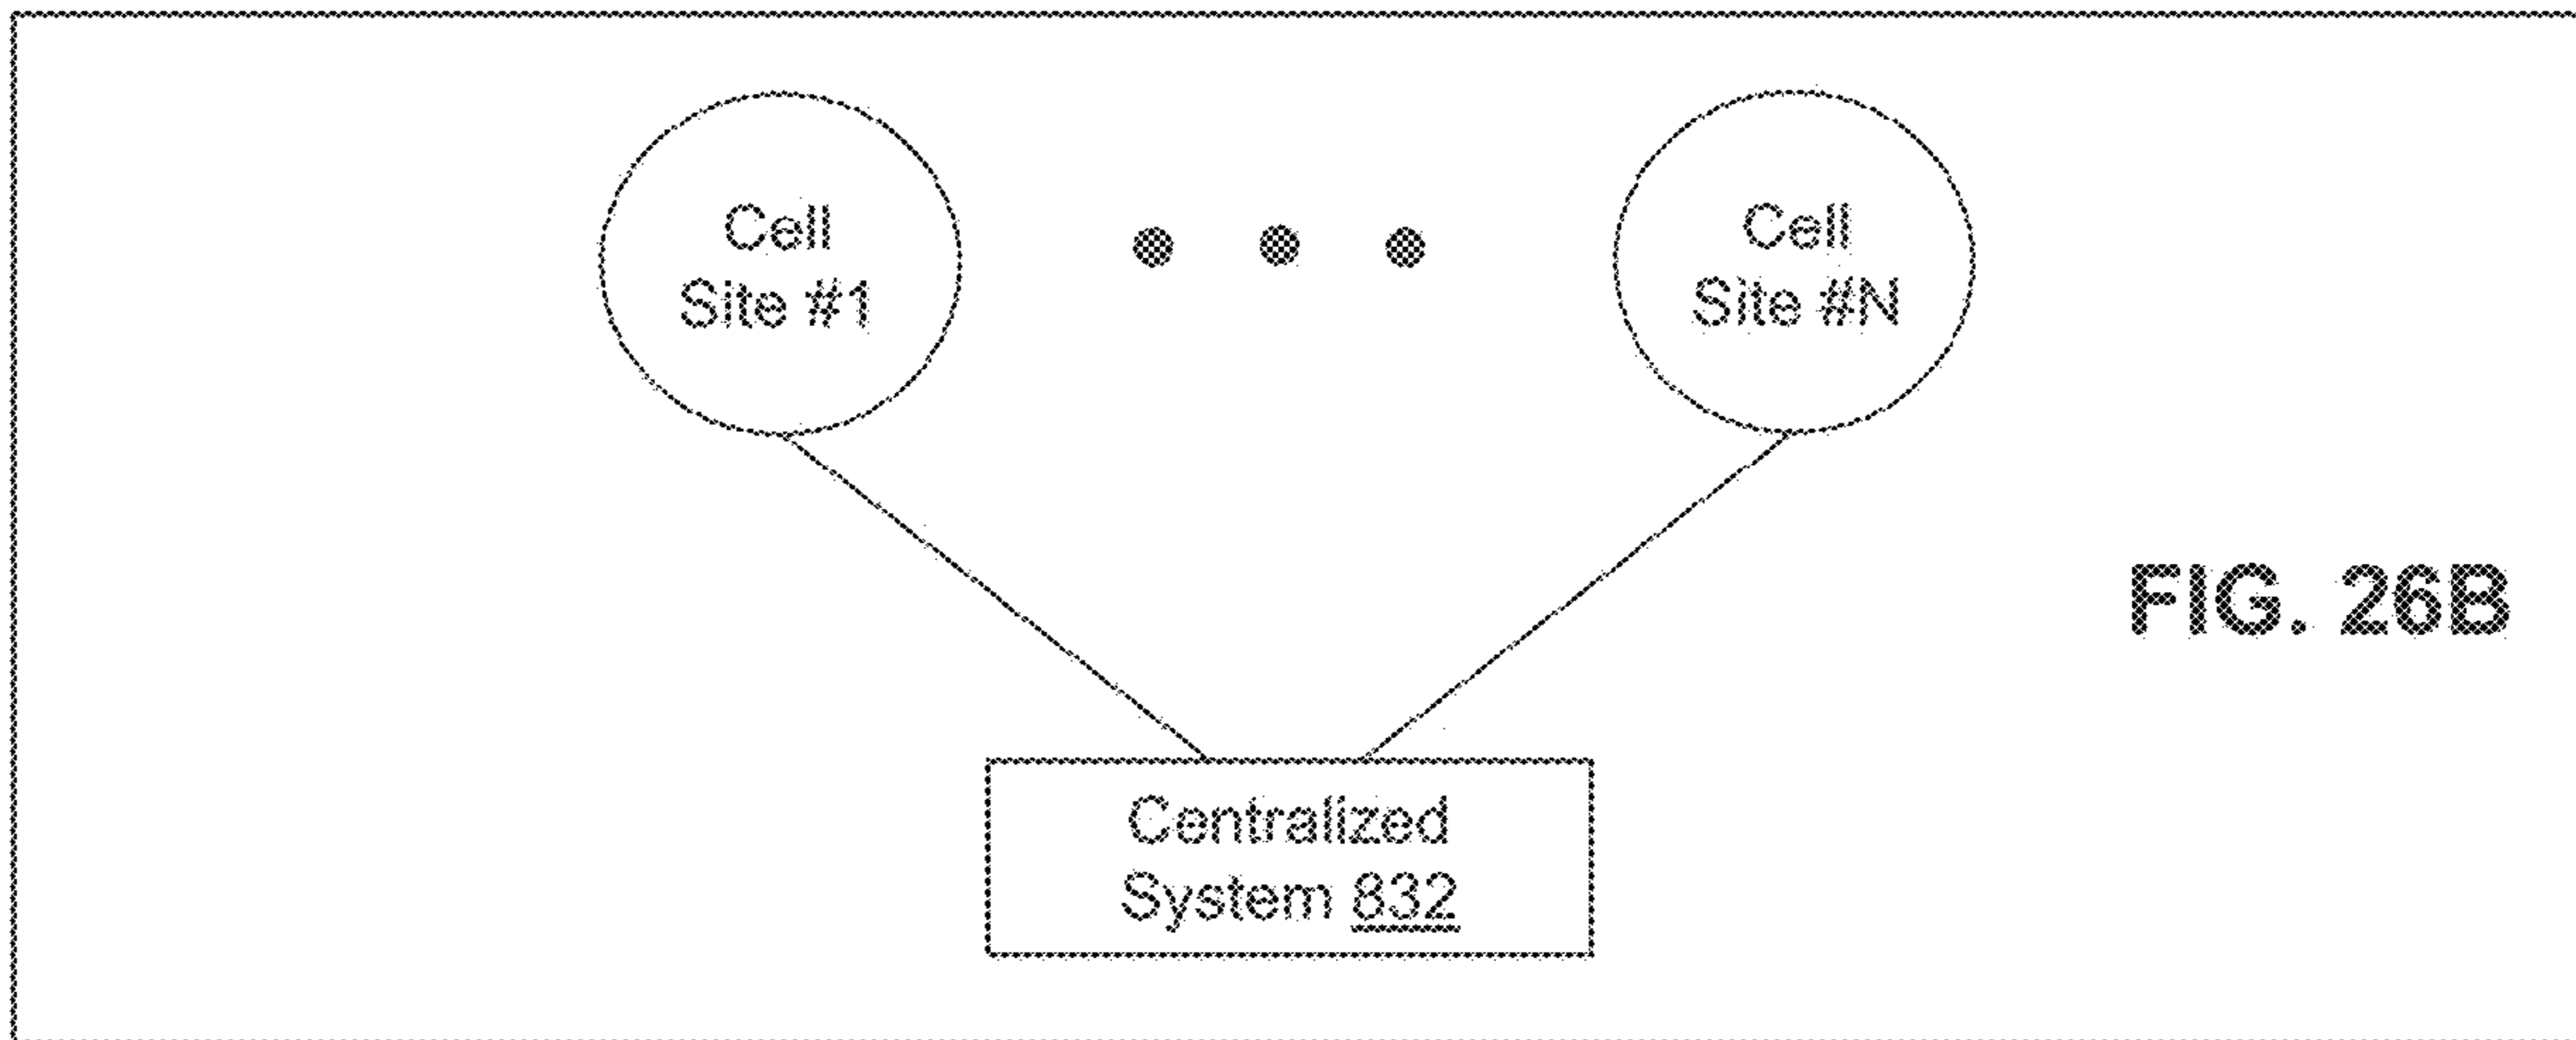 Cell
Site #1
Cell
Site #N
FIG. 26B
Centralized
System 832